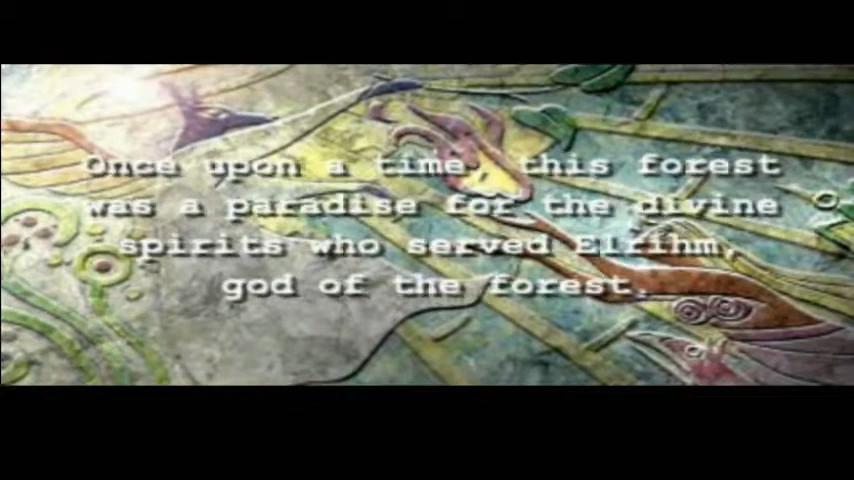 Once upon a time, this forest
was a paradise for the divine
spirits who served Elrihm,
god of the forest.